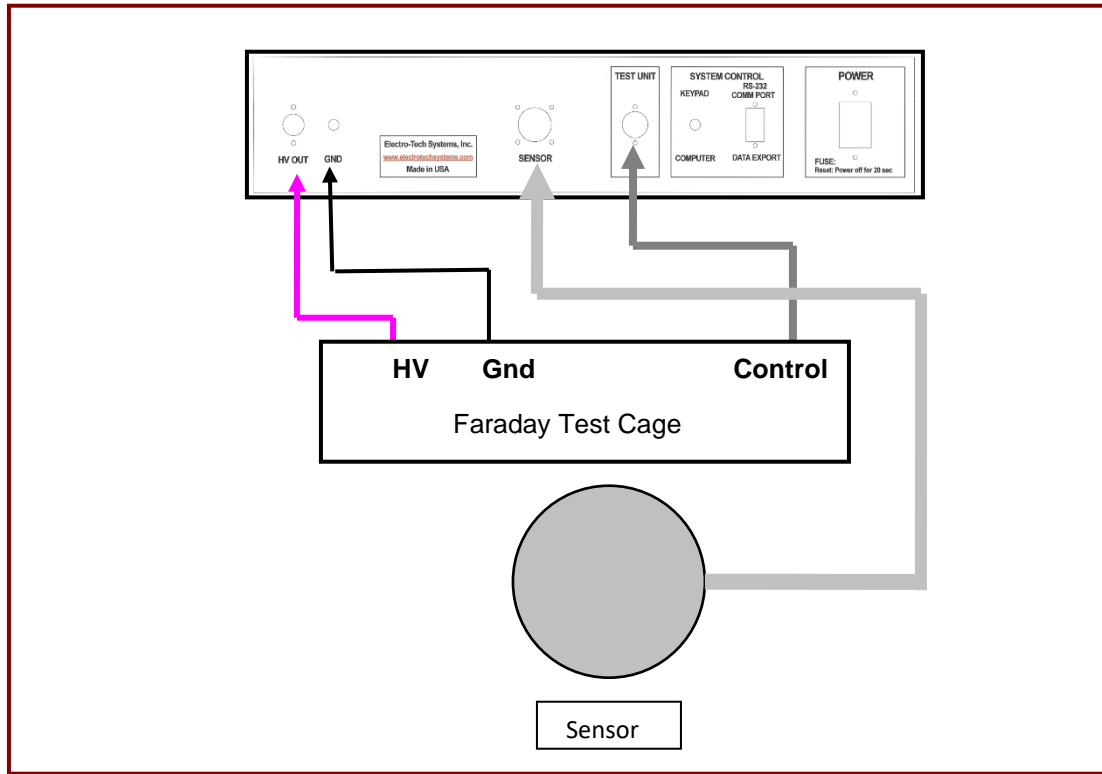 TEST UNIT
SYSTEM CONTROL
KEYPAD
RS-232
COMM PORT
POWER
HV OUT
GND
Electro-Tech Systems, Inc.
www.electrotechsystems.com
Made in USA
SENSOR
COMPUTER
DATA EXPORT
FUSE:
Reset: Power off for 20 sec
HV
Gnd
Control
Faraday Test Cage
Sensor